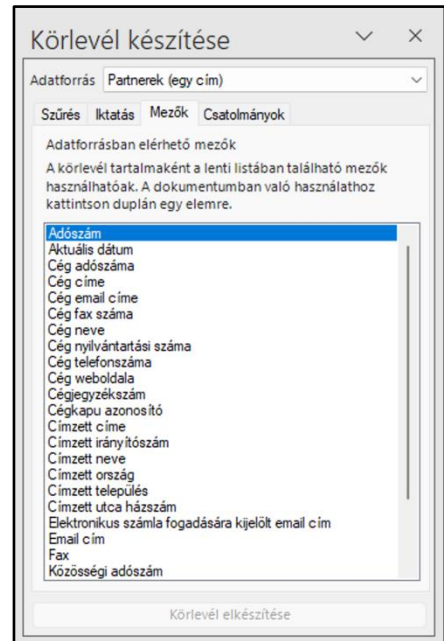 Körlevél készítése
Adatforrás Partnerek (egy cím)
Szűrés Iktatás Mezők Csatolmányok
Adatforrásban elérhető mezők
A körlevél tartalmaként a lenti listában található mezők
használhatóak. A dokumentumban való használathoz
kattintson duplán egy elemre.
Adószám
Aktuális dátum
Cég adószáma
Cég címe
Cég email címe
Cég fax száma
Cég neve
Cég nyilvántartási száma
Cég telefonszáma
Cég weboldala
Cégjegyzékszám
Cégkapu azonosító
Címzett címe
Címzett irányítószám
Címzett neve
Címzett ország
Címzett település
Címzett utca házszám
Elektronikus számla fogadására kijelölt email cím
Email cím
Fax
Közösségi adószám
Körlevél elkészítése